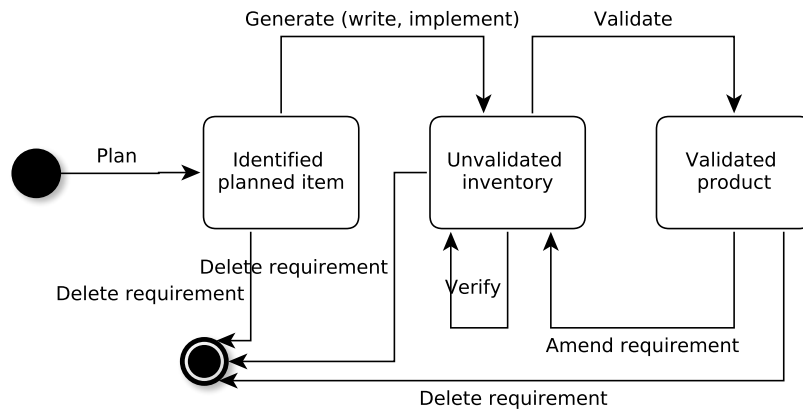 Generate (write, implement)
Validate
Plan
Identified
planned item
Unvalidated
inventory
Validated
product
Delete requirement
Delete requirement
Verify
Amend requirement
Delete requirement